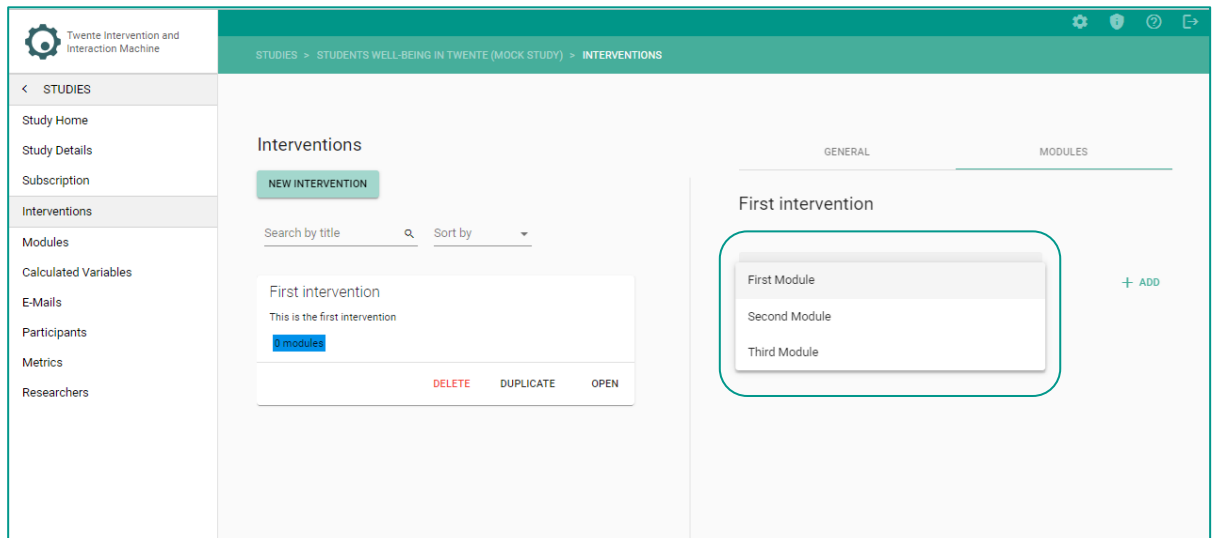 Twente Intervention and
Interaction Machine
STUDIES > STUDENTS WELL-BEING IN TWENTE (MOCK STUDY) > INTERVENTIONS
< STUDIES
Study Home
Study Details
Subscription
Interventions
Modules
Calculated Variables
E-Mails
Participants
Metrics
Researchers
Interventions
NEW INTERVENTION
Search by title
Sort by
First intervention
This is the first intervention
0 modules
DELETE DUPLICATE OPEN
GENERAL MODULES
First intervention
First Module
Second Module
Third Module
+ ADD